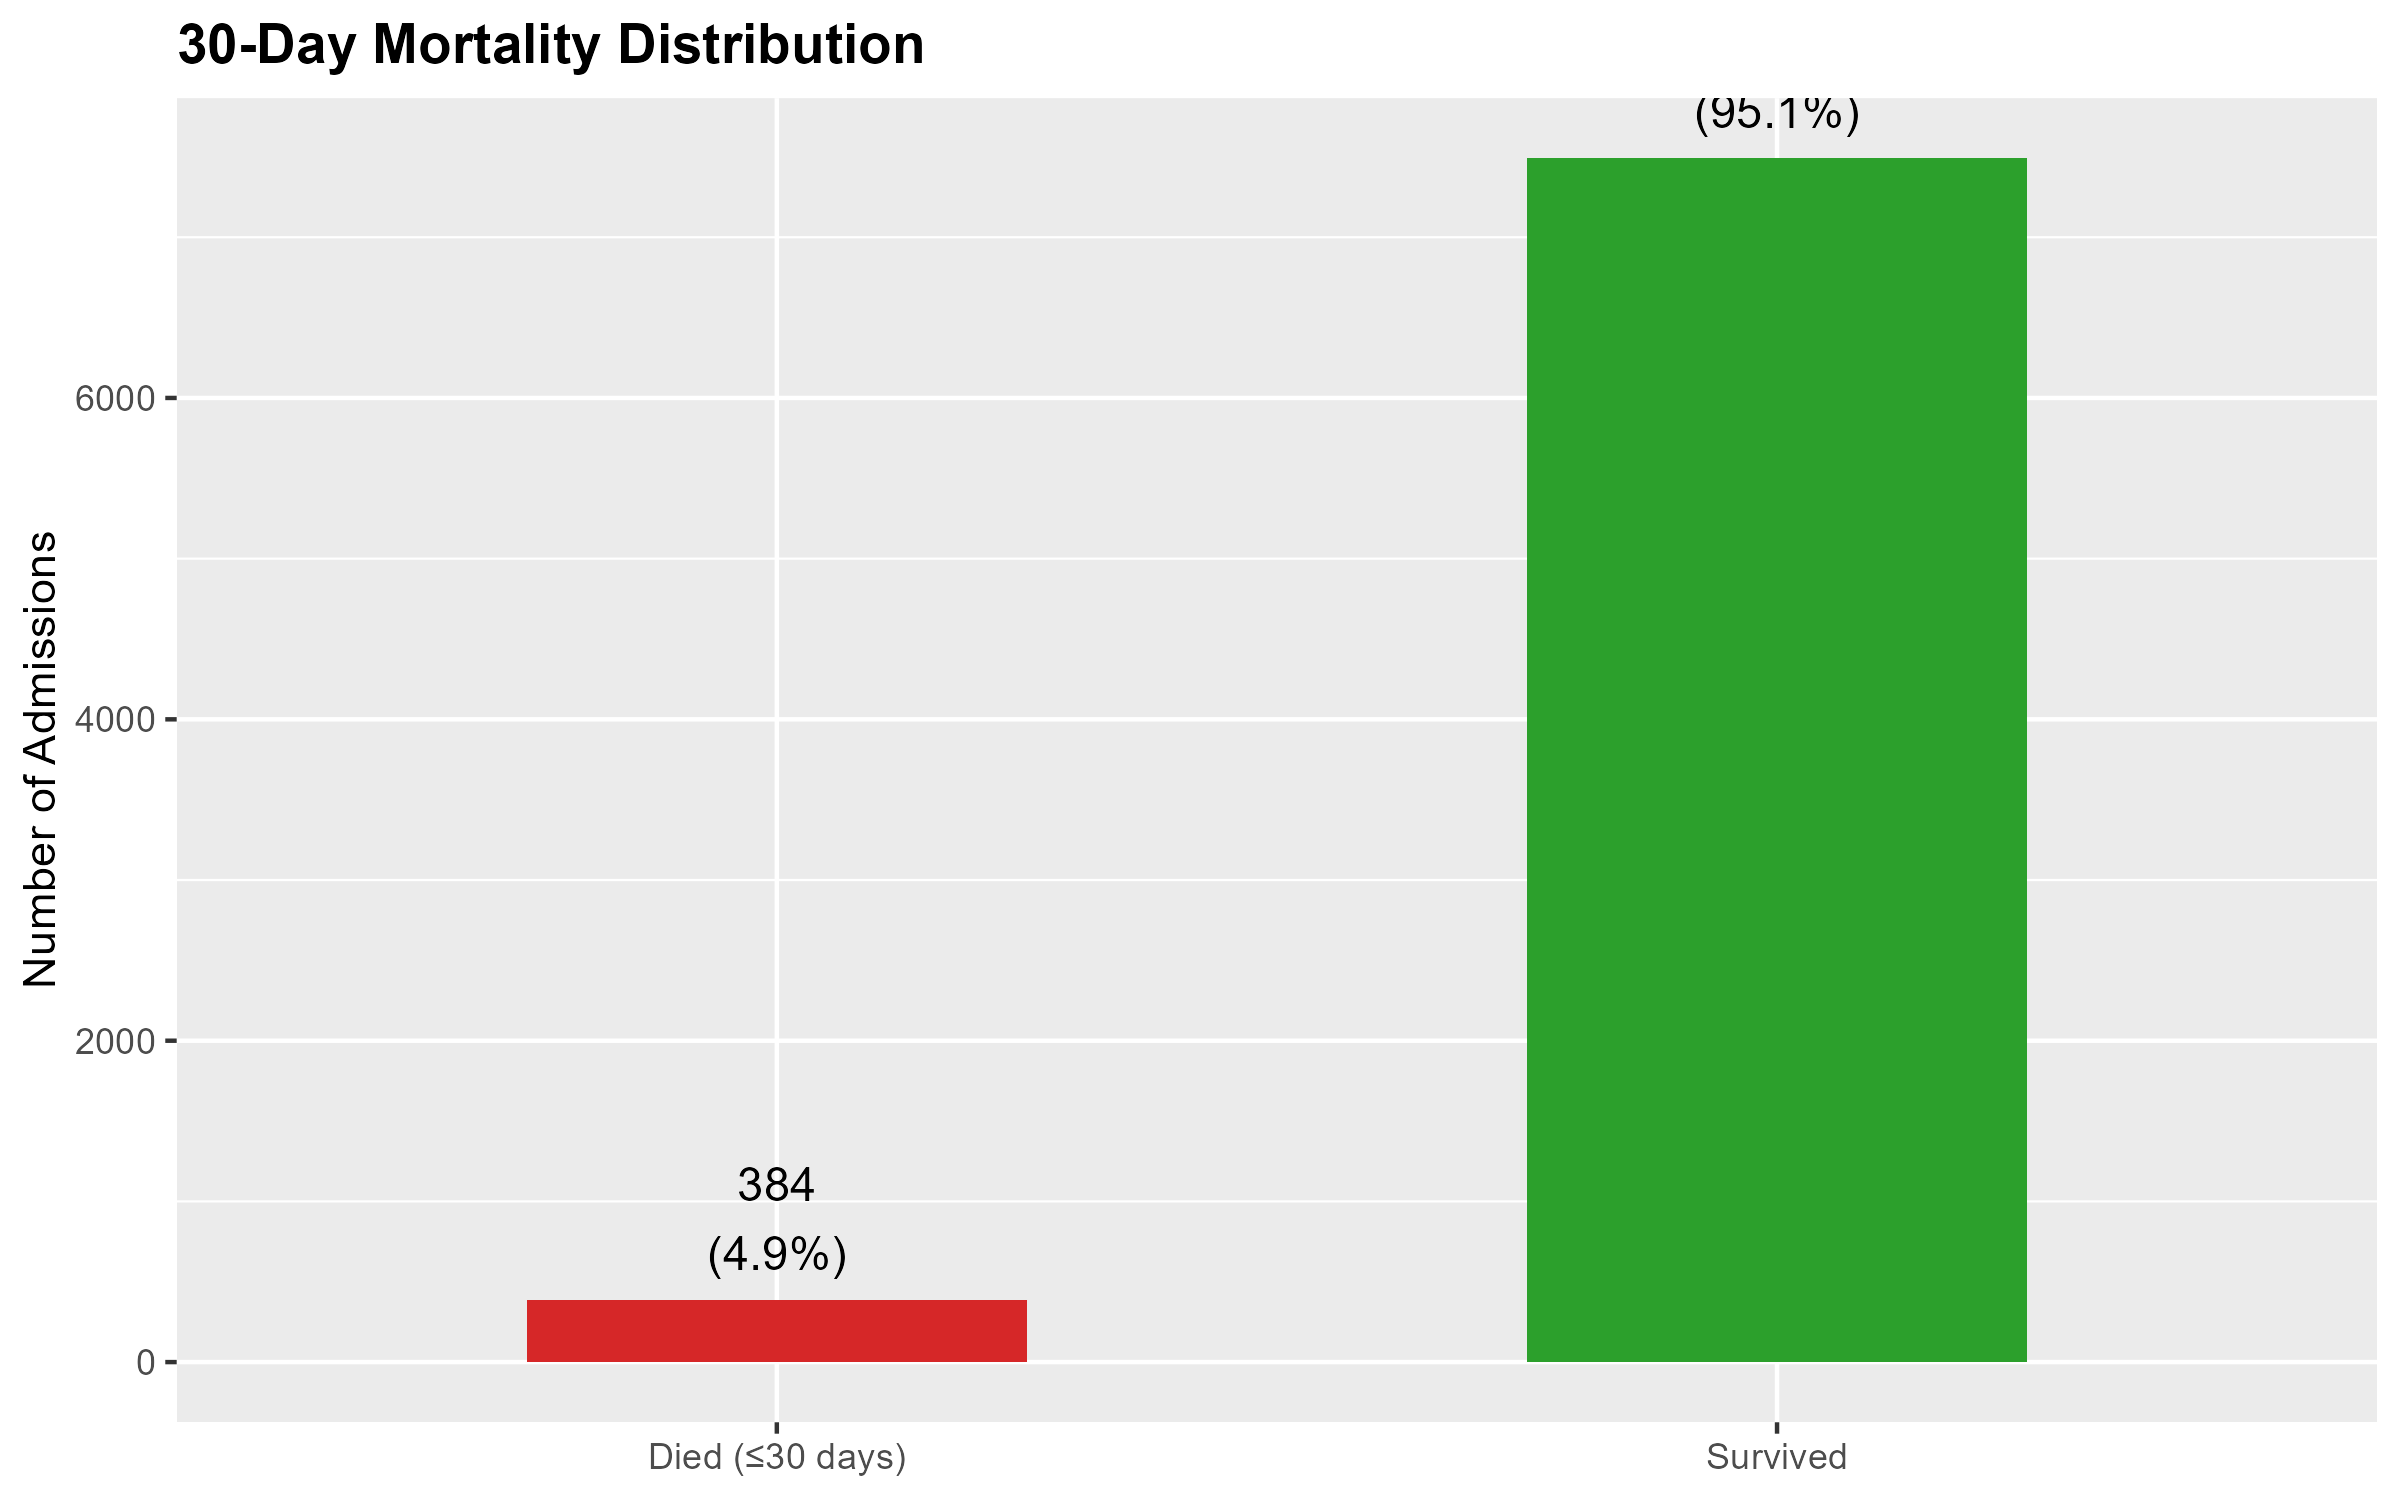 30-Day Mortality Distribution
(95.1%)
6000
4000
2000
0
Number of Admissions
384
(4.9%)
Died (≤30 days)
Survived